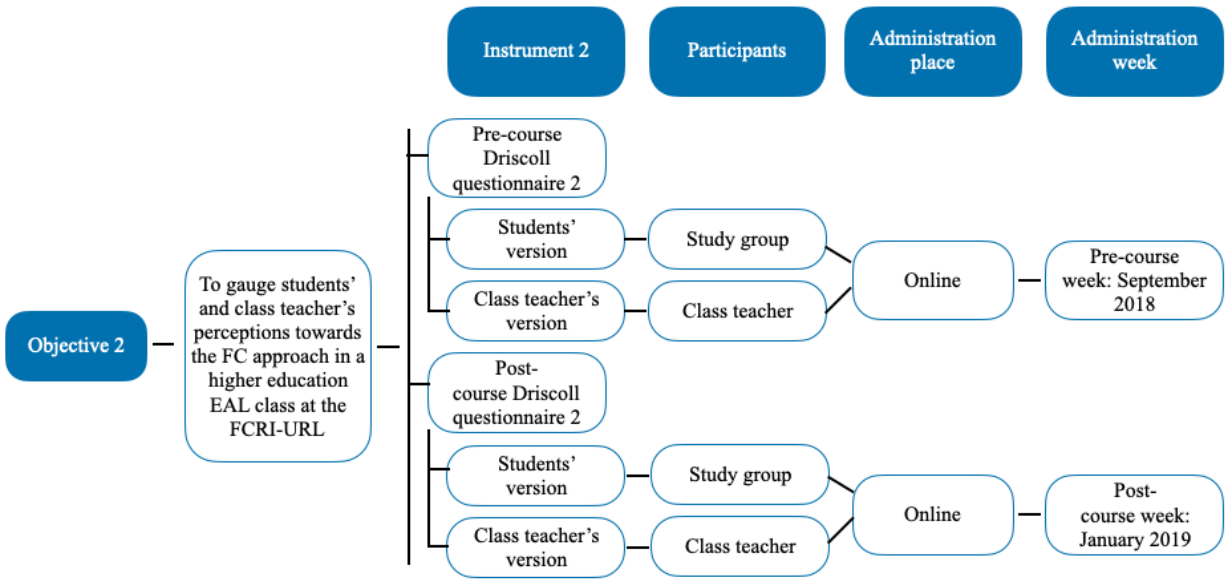 Instrument 2
Participants
Administration
place
Administration
week
Objective 2
To gauge students’
and class teacher’s
perceptions towards
the FC approach in a
higher education
EAL class at the
FCRI-URL
Pre-course
Driscoll
questionnaire 2
Students’
version
Study group
Class teacher’s
version
Class teacher
Online
Pre-course
week: September
2018
Post-
course Driscoll
questionnaire 2
Students’
version
Study group
Class teacher’s
version
Class teacher
Online
Post-
course week:
January 2019